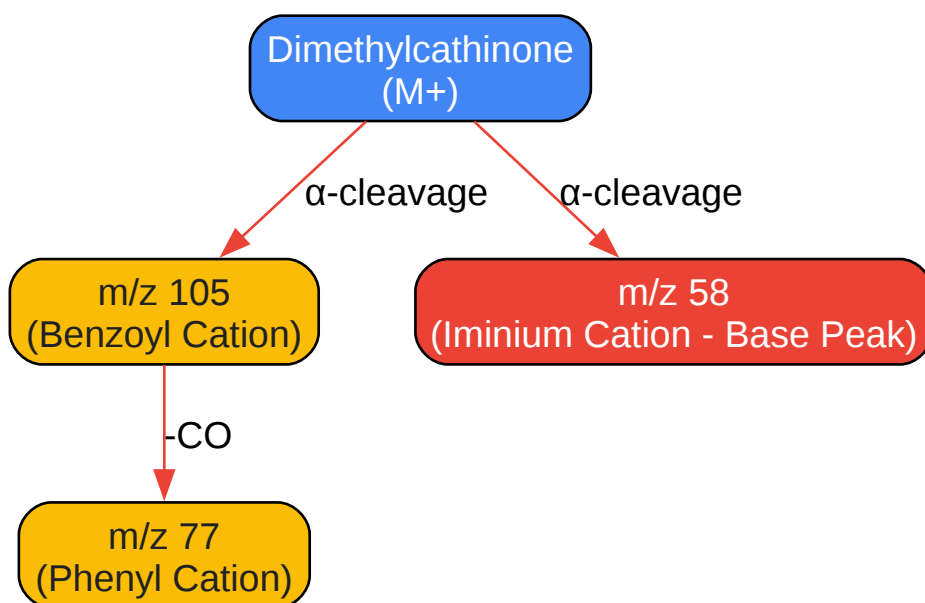 Dimethylcathinone
(M+)
α-cleavage
α-cleavage
m/z 105
(Benzoyl Cation)
m/z 58
(Iminium Cation - Base Peak)
-CO
m/z 77
(Phenyl Cation)